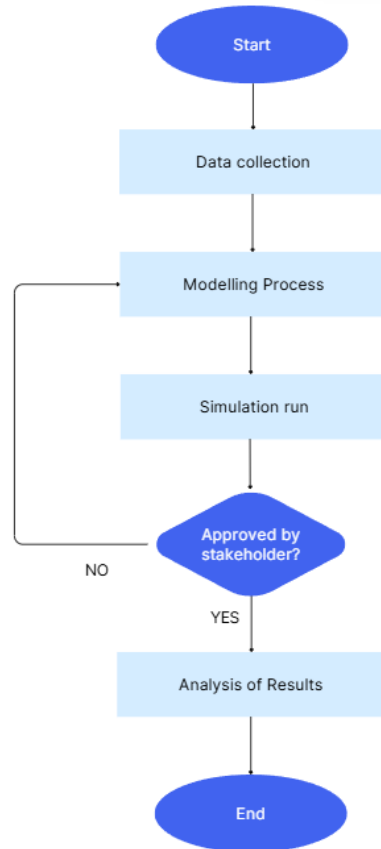 Start
Data collection
Modelling Process
Simulation run
Approved by
stakeholder?
NO
YES
Analysis of Results
End